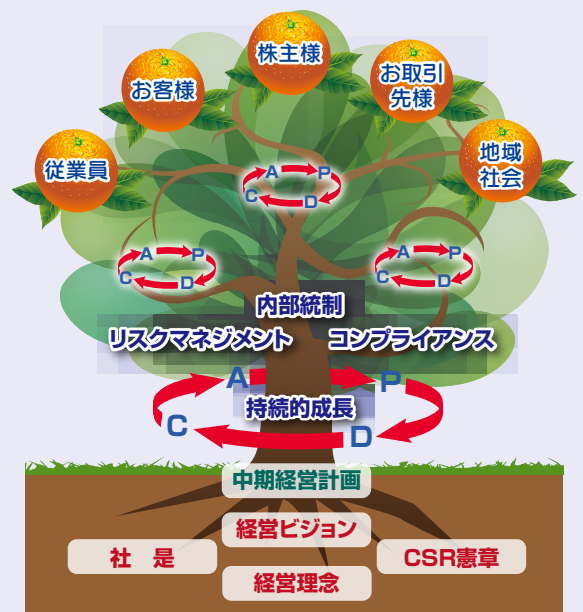 株主様
お客様
お取引
先様
従業員
地域
社会
A P
C D
A P
C D
A P
C D
内部統制
リスクマネジメント コンプライアンス
A P
持続的成長
C D
中期経営計画
経営ビジョン
社 是 CSR憲章
経営理念